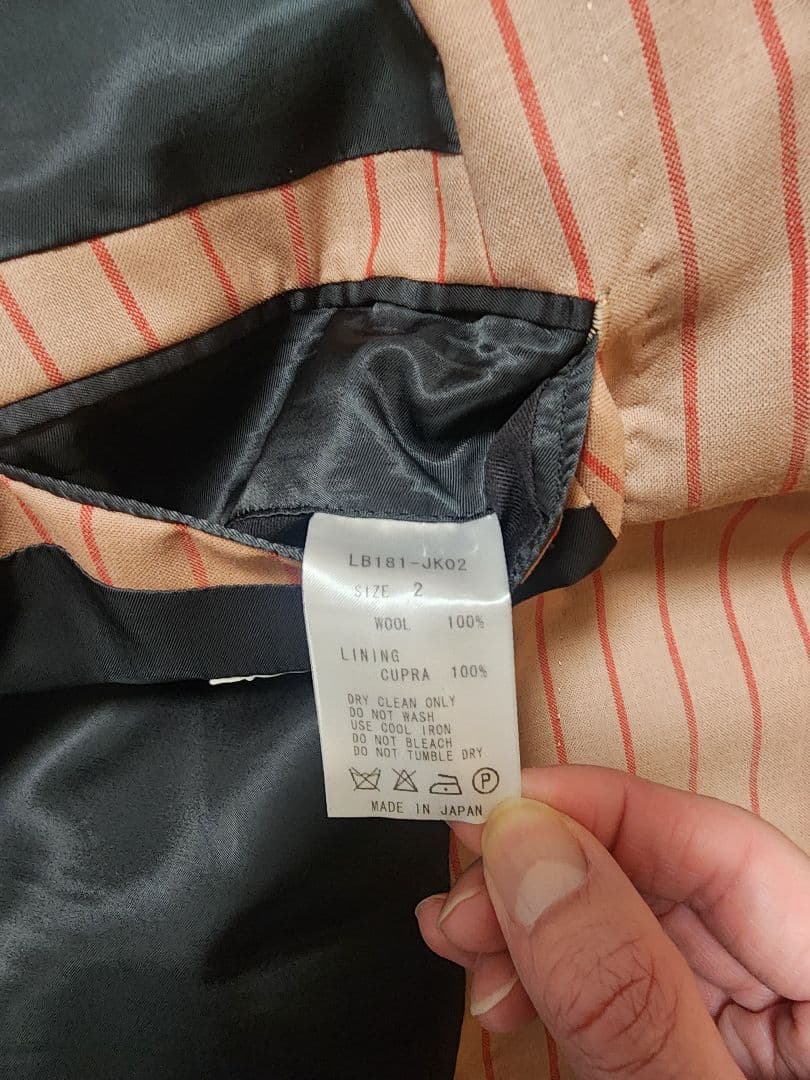 LB181-JK02
SIZE 2
WOOL 100%
LINING
CUPRA 100%
DRY CLEAN ONLY
DO NOT WASH
USE COOL IRON
DO NOT BLEACH
DO NOT TUMBLE DRY
P
MADE IN JAPAN